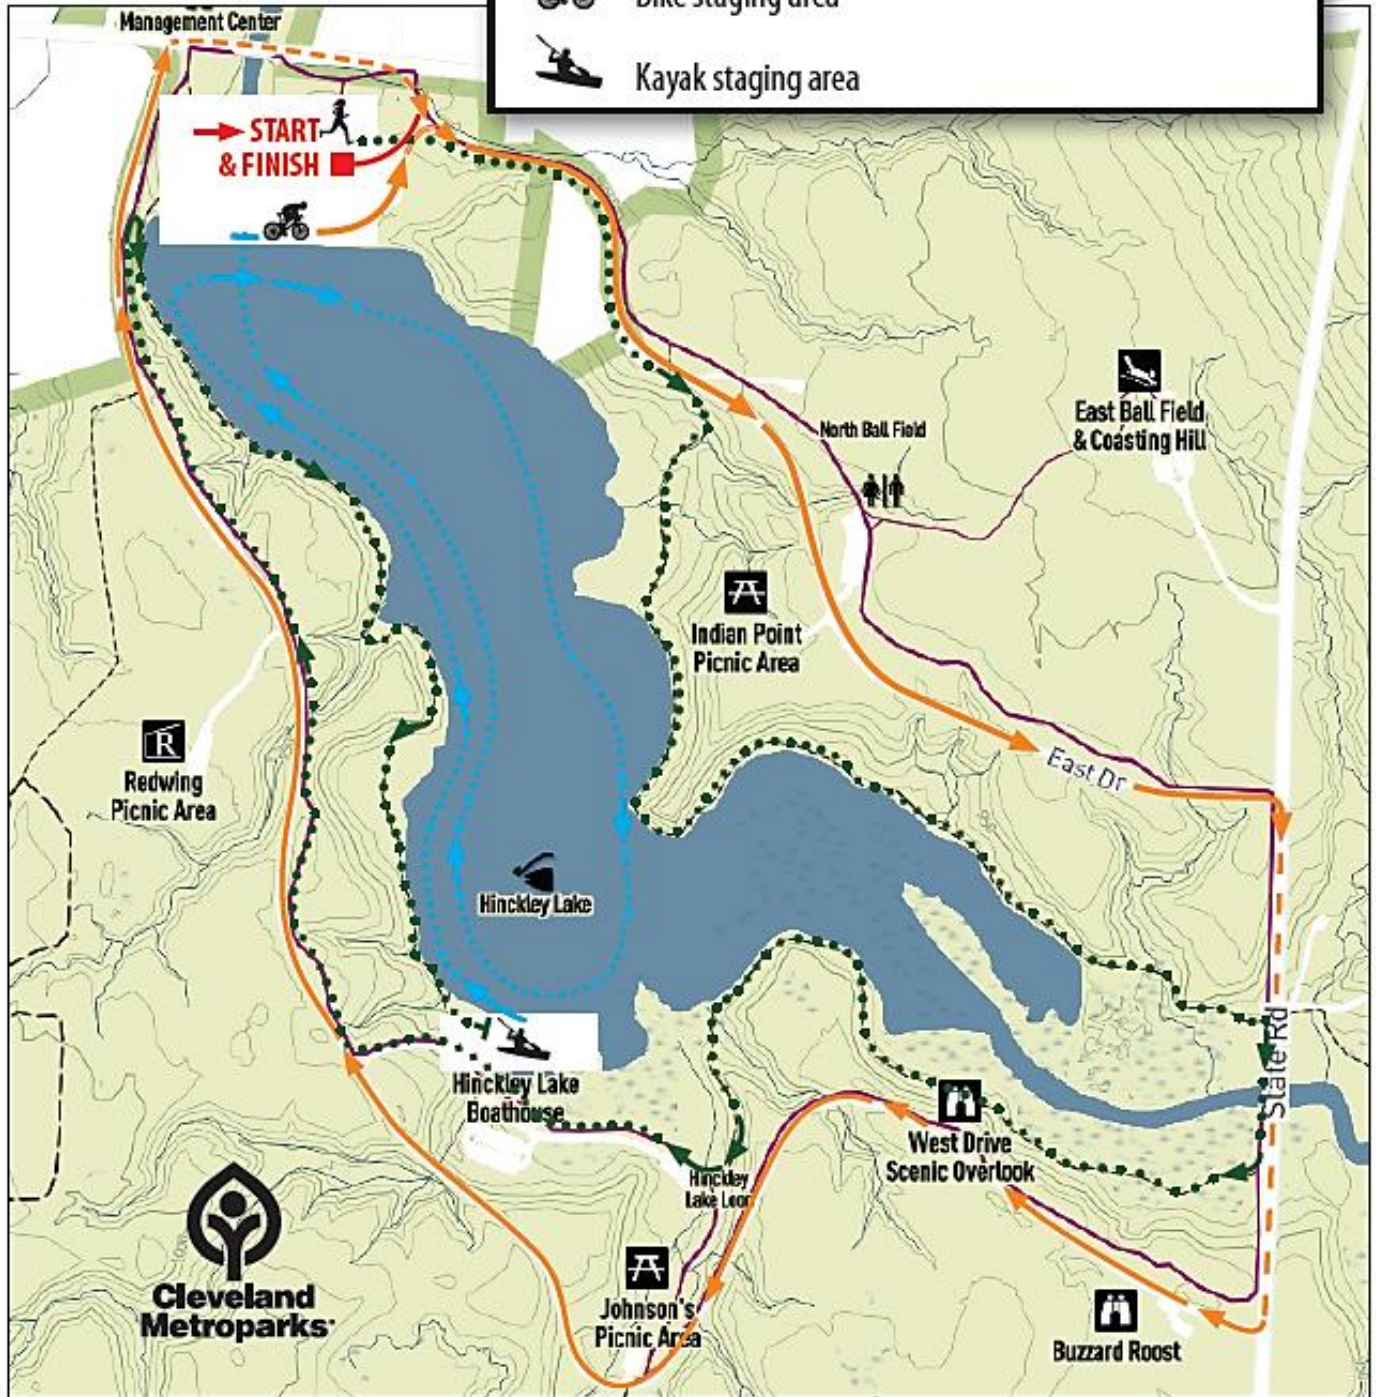 Management Center
Bike staging area
Kayak staging area
START
& FINISH
North Ball Field
East Ball Field
& Coasting Hill
Indian Point
Picnic Area
R
Redwing
Picnic Area
East Dr
Hinckley Lake
State Rd
Hinckley Lake
Boathouse
West Drive
Scenic Overlook
Hinckley
Lake Loop
Cleveland
Metroparks
Johnson's
Picnic Area
Buzzard Roost